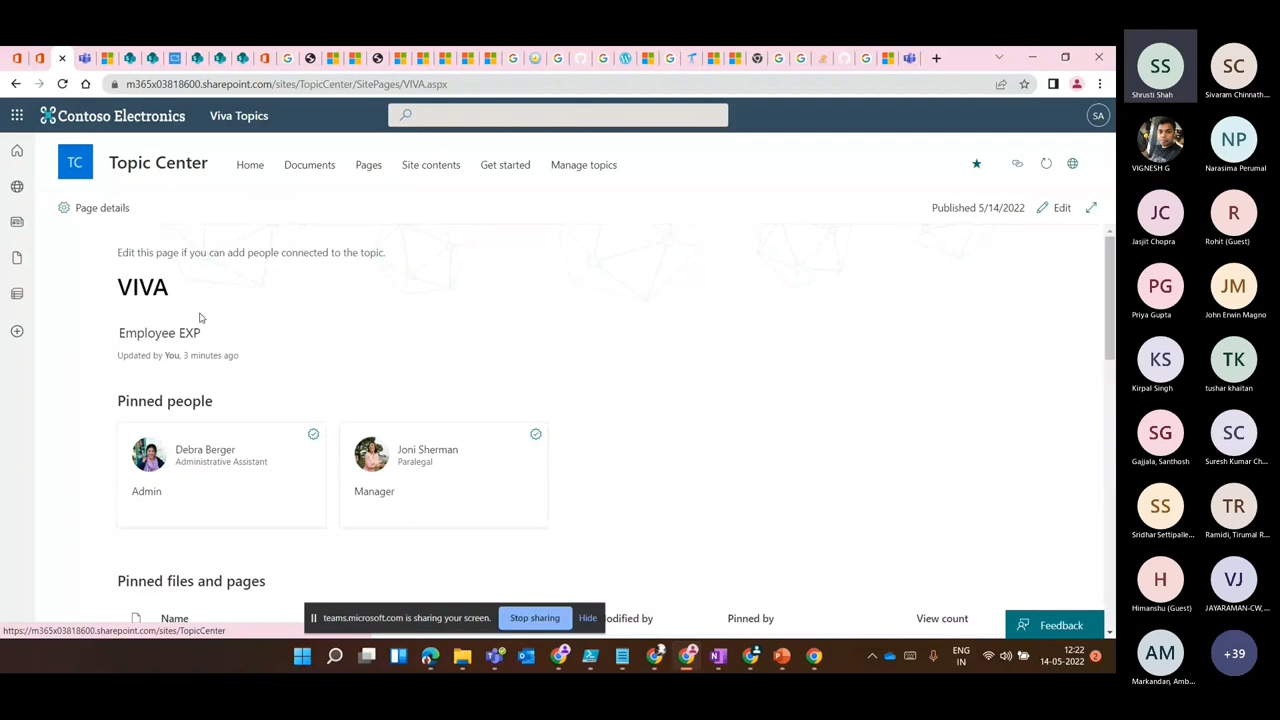 m365x03818600.sharepoint.com/sites/TopicCenter/SitePages/VIVA.aspx
Contoso Electronics
Viva Topics
SA
TC
Topic Center
Home
Documents
Pages
Site contents
Get started
Manage topics
Page details
Published 5/14/2022
Edit
Edit this page if you can add people connected to the topic.
VIVA
Employee EXP
Updated by You, 3 minutes ago
Pinned people
Debra Berger
Administrative Assistant
Admin
Joni Sherman
Paralegal
Manager
Pinned files and pages
Name
odified by
Pinned by
View count
teams.microsoft.com is sharing your screen.
Stop sharing
Hide
Feedback
https://m365x03818600.sharepoint.com/sites/TopicCenter
ENG
IN
12:22
14-05-2022
2
SS
Shrusti Shah
SC
Sivaram Chinnath...
VIGNESH G
NP
Narasima Perumal
JC
Jasjit Chopra
R
Rohit (Guest)
PG
Priya Gupta
JM
John Erwin Magno
KS
Kirpal Singh
TK
tushar khaitan
SG
Gajjala, Santhosh
SC
Suresh Kumar Ch...
SS
Sridhar Settipalle...
TR
Ramidi, Tirumal R...
H
Himanshu (Guest)
VJ
JAYARAMAN-CW, ...
AM
Markandan, Amb...
+39